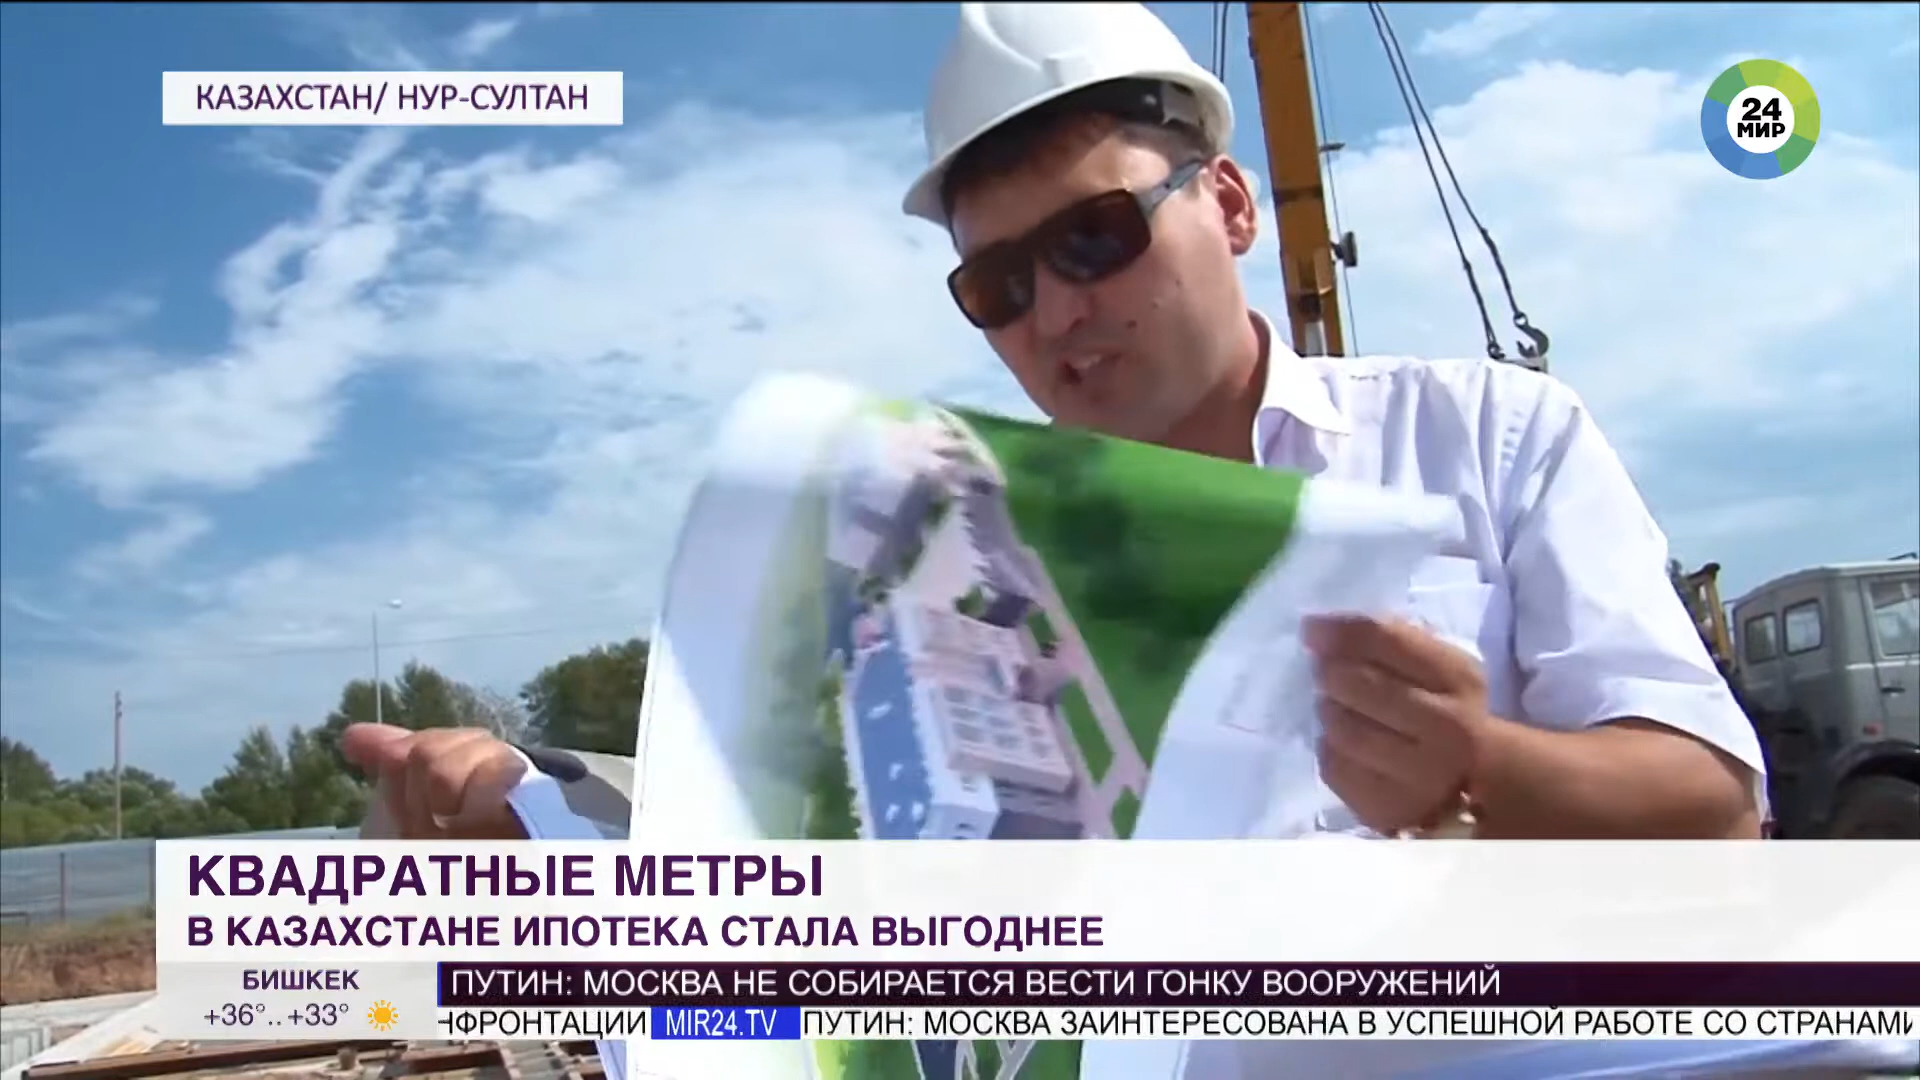 КАЗАХСТАН/ НУР-СУЛТАН
24
МИР
КВАДРАТНЫЕ МЕТРЫ
В КАЗАХСТАНЕ ИПОТЕКА СТАЛА ВЫГОДНЕЕ
БИШКЕК
+36°.. +33°
ПУТИН: МОСКВА НЕ СОБИРАЕТСЯ ВЕСТИ ГОНКУ ВООРУЖЕНИЙ
НФРОНТАЦИИ MIR24.TV ПУТИН: МОСКВА ЗАИНТЕРЕСОВАНА В УСПЕШНОЙ РАБОТЕ СО СТРАНАМИ